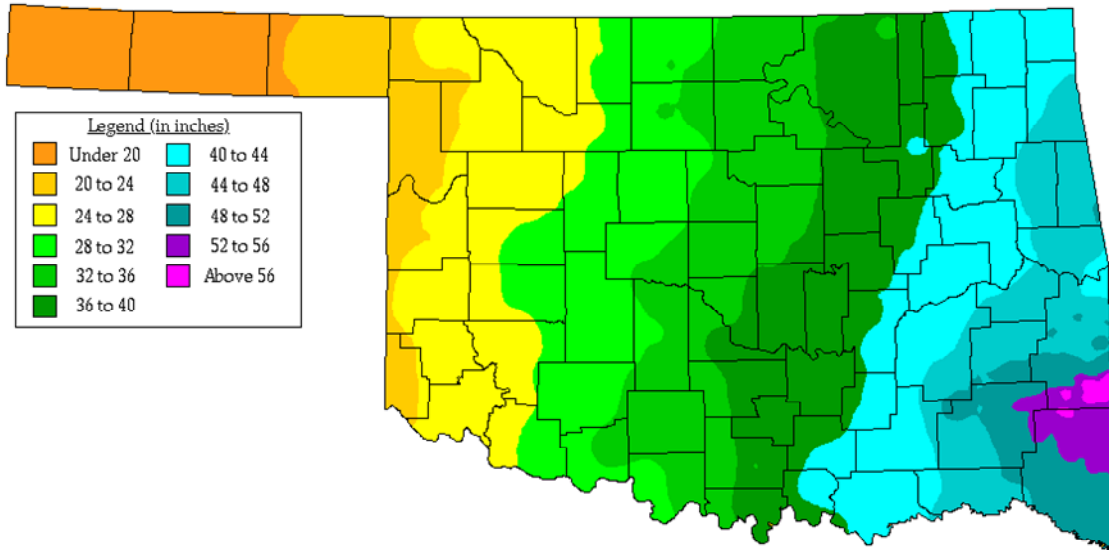 Legend (in inches)
Under 20
20 to 24
24 to 28
28 to 32
32 to 36
36 to 40
40 to 44
44 to 48
48 to 52
52 to 56
Above 56